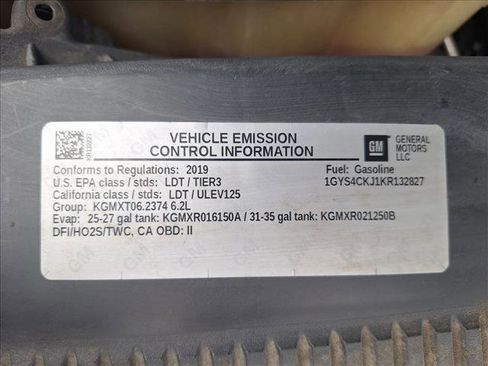 VEHICLE EMISSION
CONTROL INFORMATION
GM
GENERAL
MOTORS
LLC
KR132827
Conforms to Regulations: 2019
Fuel: Gasoline
U.S. EPA class / stds: LDT / TIER3
1GYS4CKJ1KR132827
California class / stds: LDT / ULEV125
Group: KGMXT06.2374 6.2L
Evap: 25-27 gal tank: KGMXR016150A / 31-35 gal tank: KGMXR021250B
DFI/HO2S/TWC, CA OBD: II